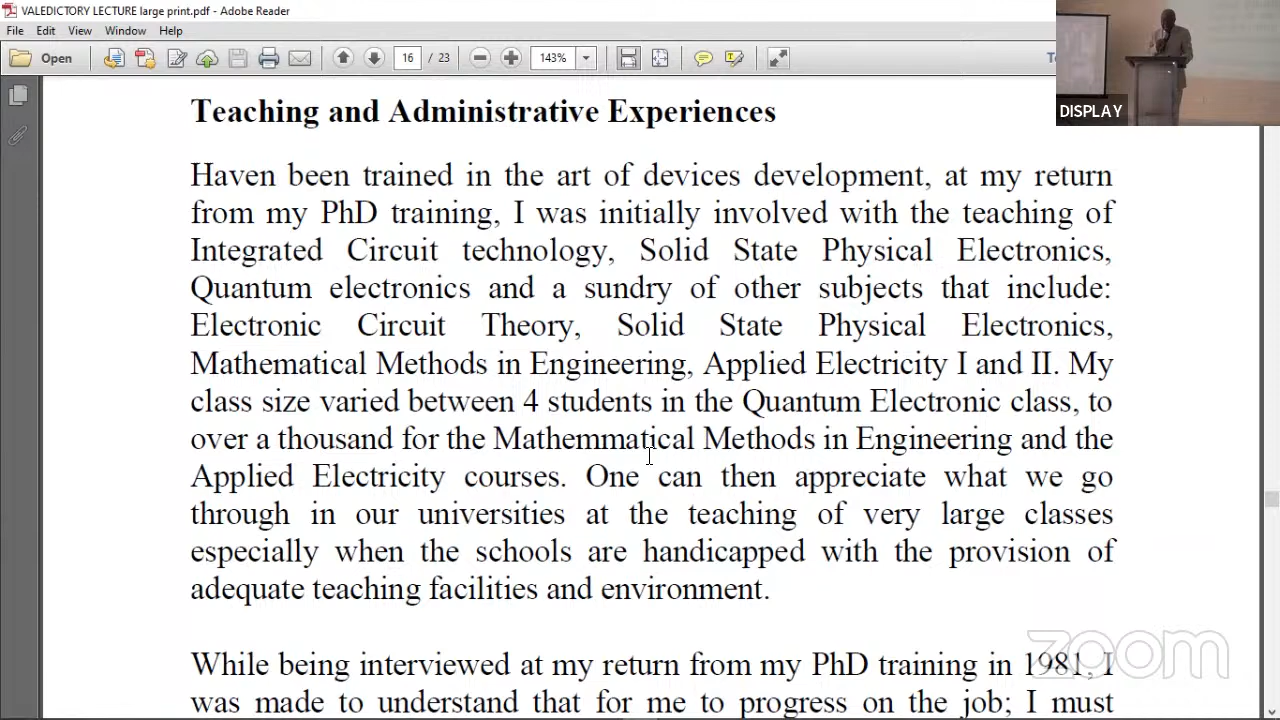 VALEDICTORY LECTURE large print.pdf - Adobe Reader
File Edit View Window Help
Open 16 / 23 143%
DISPLAY
Teaching and Administrative Experiences
Haven been trained in the art of devices development, at my return
from my PhD training, I was initially involved with the teaching of
Integrated Circuit technology, Solid State Physical Electronics,
Quantum electronics and a sundry of other subjects that include:
Electronic Circuit Theory, Solid State Physical Electronics,
Mathematical Methods in Engineering, Applied Electricity I and II. My
class size varied between 4 students in the Quantum Electronic class, to
over a thousand for the Mathemmatical Methods in Engineering and the
Applied Electricity courses. One can then appreciate what we go
through in our universities at the teaching of very large classes
especially when the schools are handicapped with the provision of
adequate teaching facilities and environment.
While being interviewed at my return from my PhD training in 1981, I
was made to understand that for me to progress on the job; I must
zoom